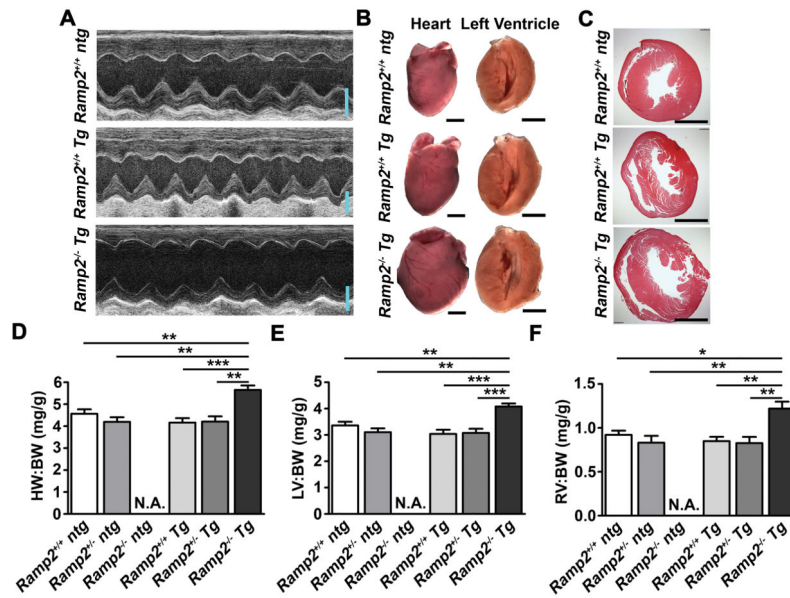 A
B
C
Heart Left Ventricle
Ramp2+/+ ntg
Ramp2+/+ ntg
Ramp2+/+ ntg
Ramp2+/+ Tg
Ramp2+/+ Tg
Ramp2+/+ Tg
Ramp2-/- Tg
Ramp2-/- Tg
Ramp2-/- Tg
D
**
**
***
**
HW:BW (mg/g)
6
5
4
3
2
1
0
N.A.
Ramp2+/+ ntg
Ramp2+/- ntg
Ramp2-/- ntg
Ramp2+/+ Tg
Ramp2+/- Tg
Ramp2-/- Tg
E
**
**
***
***
LV:BW (mg/g)
5
4
3
2
1
0
N.A.
Ramp2+/+ ntg
Ramp2+/- ntg
Ramp2-/- ntg
Ramp2+/+ Tg
Ramp2+/- Tg
Ramp2-/- Tg
F
*
**
**
**
RV:BW (mg/g)
1.5
1.0
0.5
0.0
N.A.
Ramp2+/+ ntg
Ramp2+/- ntg
Ramp2-/- ntg
Ramp2+/+ Tg
Ramp2+/- Tg
Ramp2-/- Tg